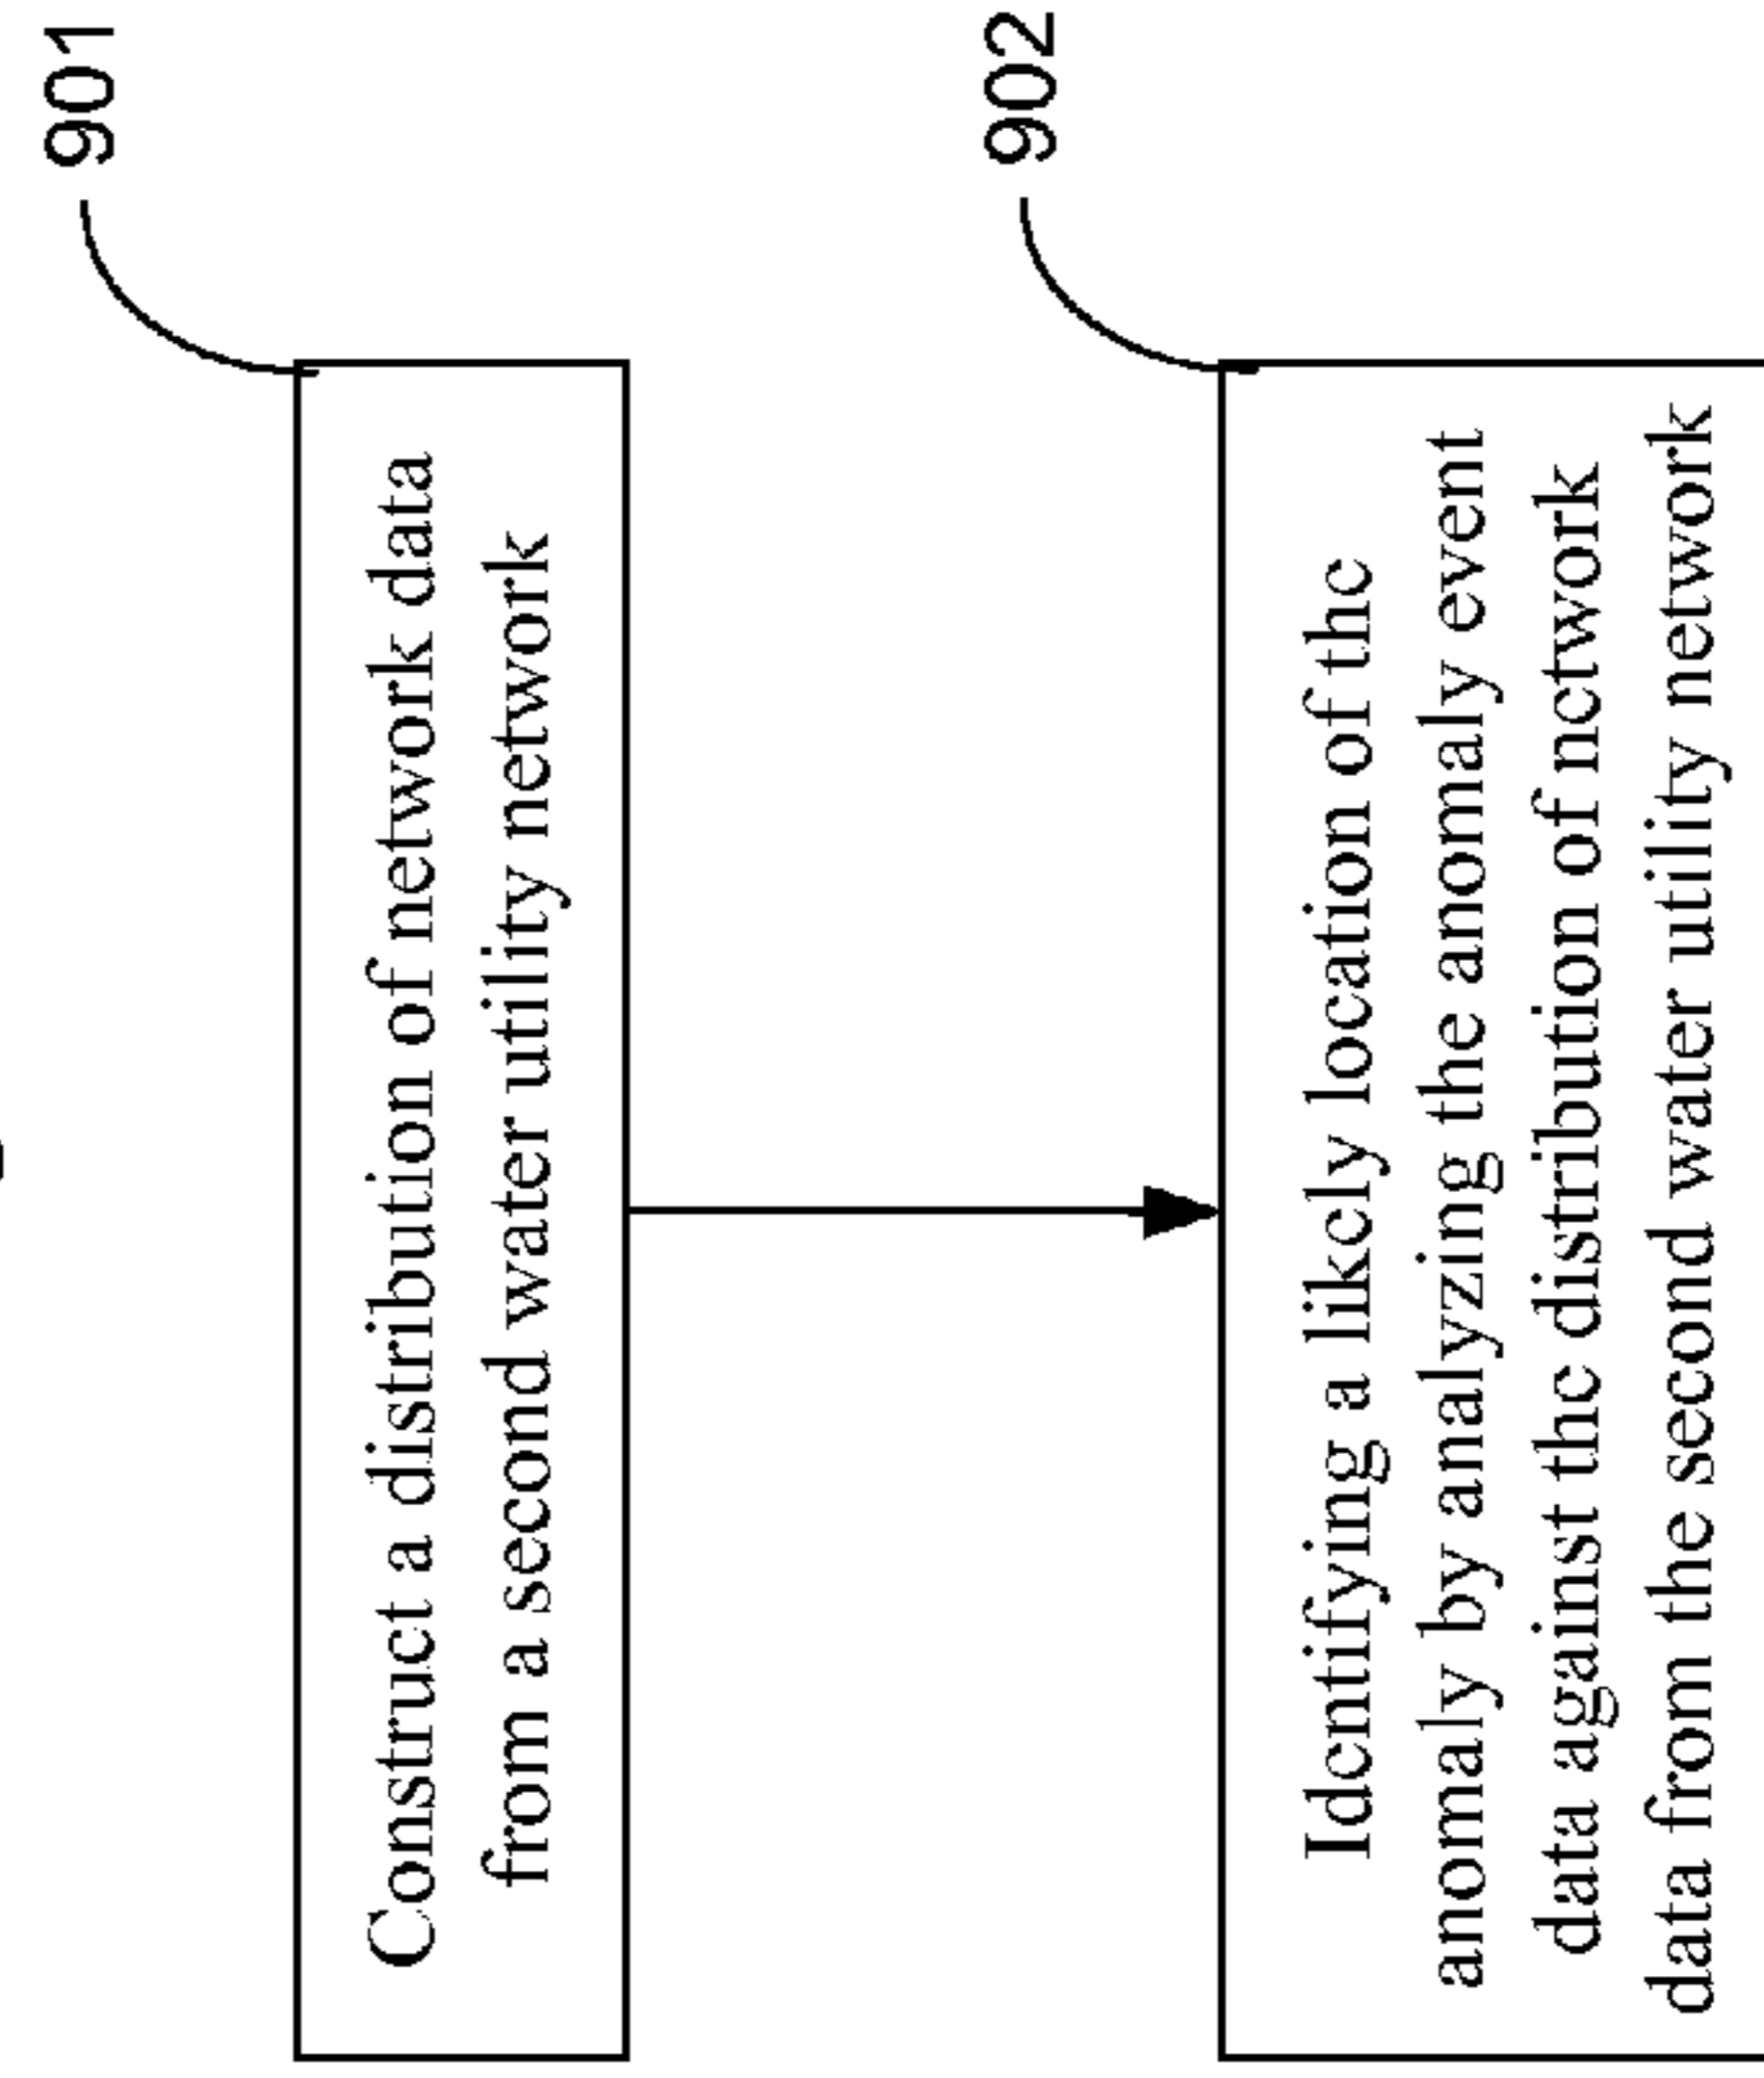 901
Construct a distribution of network data
from a second water utility network
902
Identifying a likely location of the
anomaly by analyzing the anomaly event
data against the distribution of network
data from the second water utility network